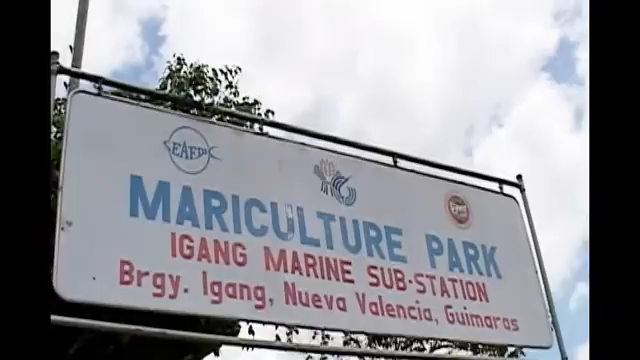 SEAFDEC
MARICULTURE PARK
IGANG MARINE SUB-STATION
Brgy. Igang, Nueva Valencia, Guimaras